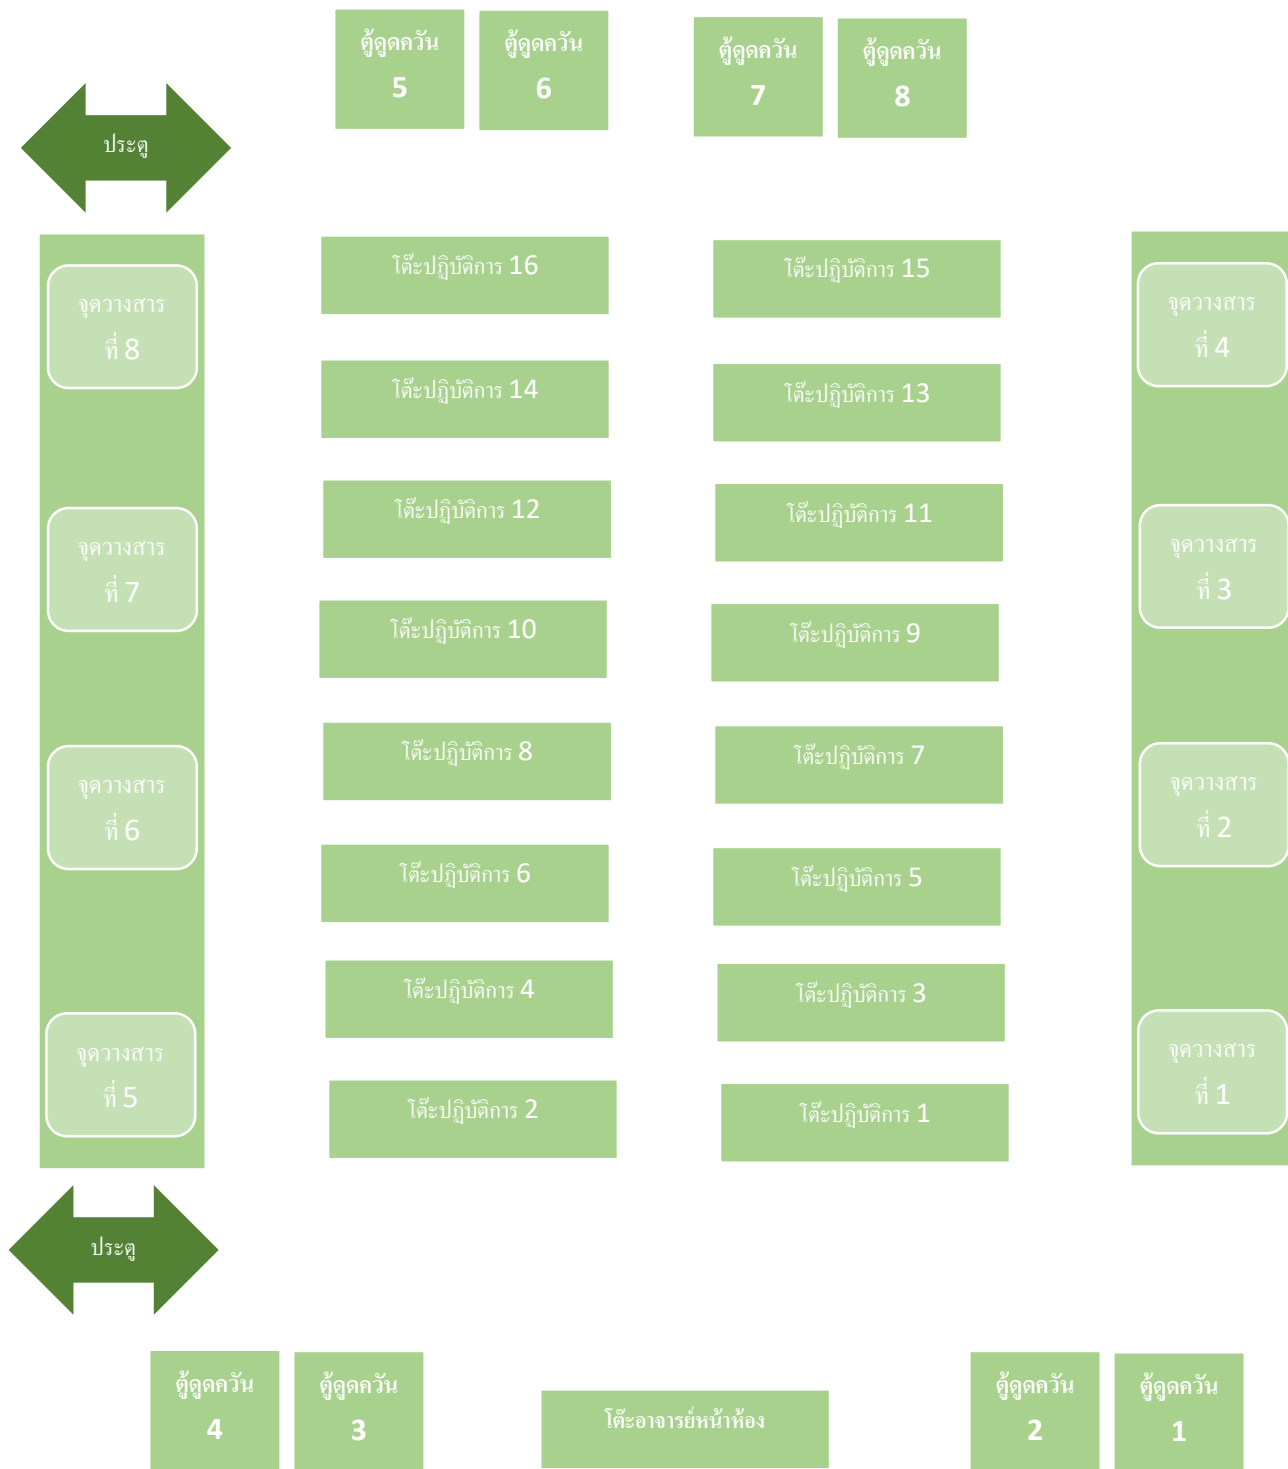 ตู้ดูดควัน
5
ตู้ดูดควัน
6
ตู้ดูดควัน
7
ตู้ดูดควัน
8
ประตู
โต๊ะปฏิบัติการ 16
โต๊ะปฏิบัติการ 15
จุดวางสาร
ที่ 8
จุดวางสาร
ที่ 4
โต๊ะปฏิบัติการ 14
โต๊ะปฏิบัติการ 13
โต๊ะปฏิบัติการ 12
โต๊ะปฏิบัติการ 11
จุดวางสาร
ที่ 7
จุดวางสาร
ที่ 3
โต๊ะปฏิบัติการ 10
โต๊ะปฏิบัติการ 9
โต๊ะปฏิบัติการ 8
โต๊ะปฏิบัติการ 7
จุดวางสาร
ที่ 6
จุดวางสาร
ที่ 2
โต๊ะปฏิบัติการ 6
โต๊ะปฏิบัติการ 5
โต๊ะปฏิบัติการ 4
โต๊ะปฏิบัติการ 3
จุดวางสาร
ที่ 5
จุดวางสาร
ที่ 1
โต๊ะปฏิบัติการ 2
โต๊ะปฏิบัติการ 1
ประตู
ตู้ดูดควัน
4
ตู้ดูดควัน
3
โต๊ะอาจารย์หน้าห้อง
ตู้ดูดควัน
2
ตู้ดูดควัน
1